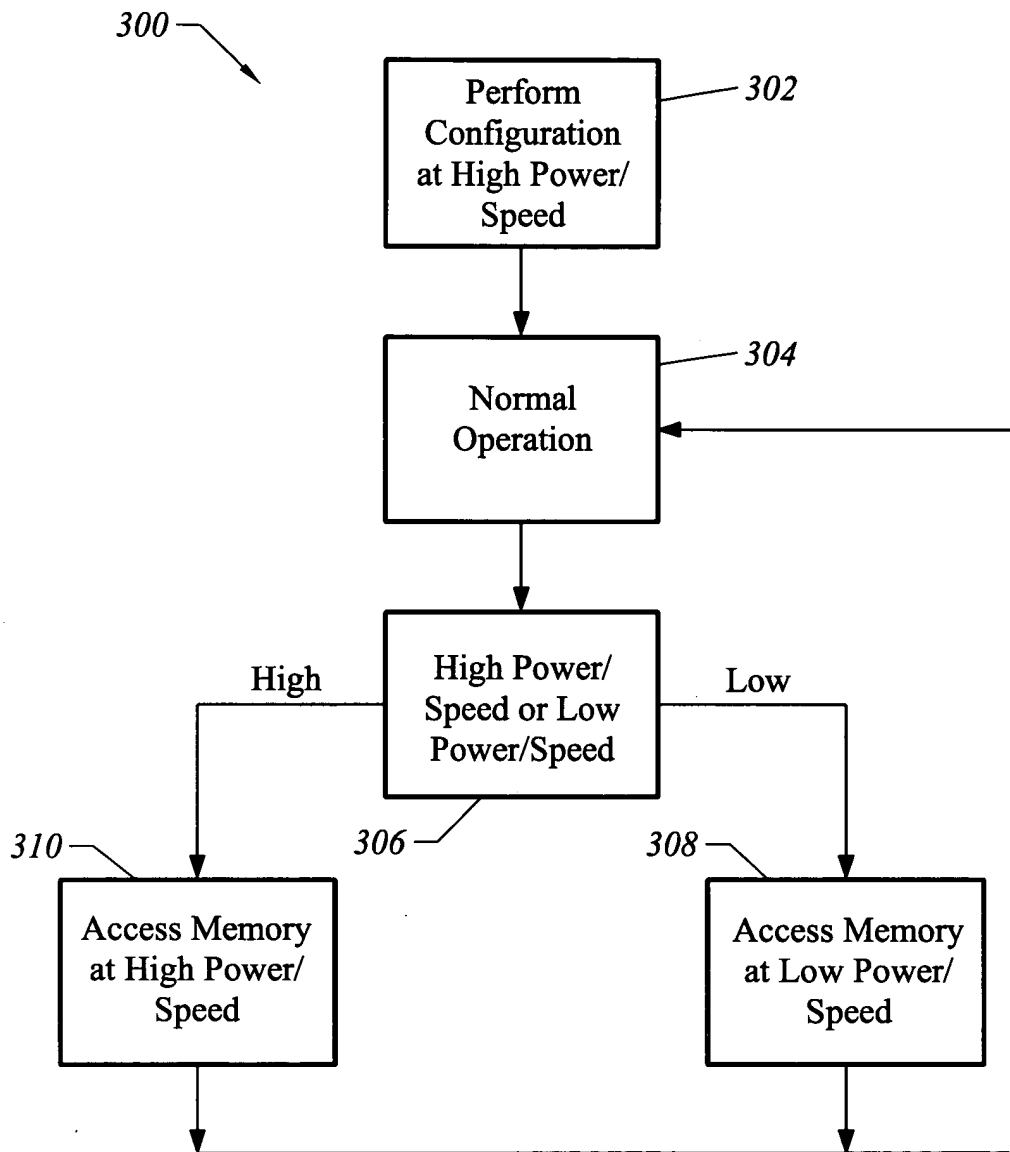 300
Perform
Configuration
at High Power/
Speed
302
Normal
Operation
304
High Power/
Speed or Low
Power/Speed
High
Low
306
310
308
Access Memory
at High Power/
Speed
Access Memory
at Low Power/
Speed